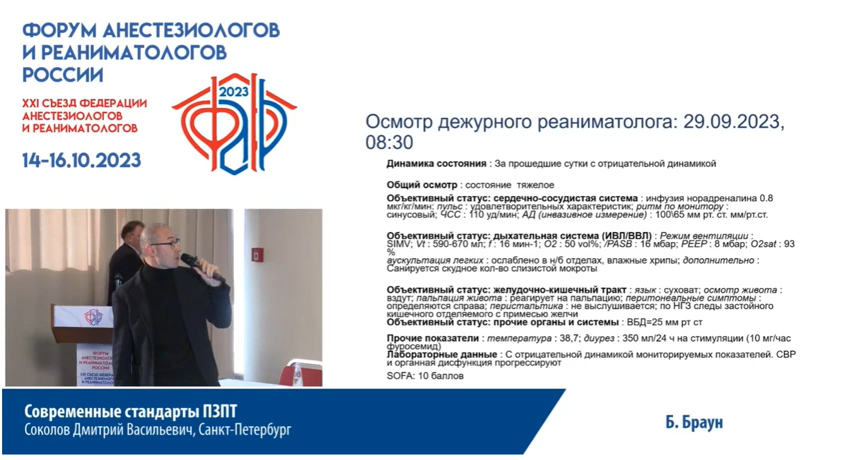 ФОРУМ АНЕСТЕЗИОЛОГОВ
И РЕАНИМАТОЛОГОВ
РОССИИ
XXI СЪЕЗД ФЕДЕРАЦИИ
АНЕСТЕЗИОЛОГОВ
И РЕАНИМАТОЛОГОВ
14–16.10.2023
2023
ФАР
Осмотр дежурного реаниматолога: 29.09.2023,
08:30
Динамика состояния : За прошедшие сутки с отрицательной динамикой
Общий осмотр : состояние тяжелое
Объективный статус: сердечно-сосудистая система : инфузия норадреналина 0.8
мкг/кг/мин; пульс : удовлетворительных характеристик; ритм по монитору :
синусовый; ЧСС : 110 уд/мин; АД (инвазивное измерение) : 100\65 мм рт. ст. мм/рт.ст.
Объективный статус: дыхательная система (ИВЛ/ВВЛ) : Режим вентиляции :
SIMV; Vt : 590-670 мл; f : 16 мин-1; O2 : 50 vol%; /PASB : 16 мбар; PEEP : 8 мбар; O2sat : 93
%
аускультация легких : ослаблено в н/б отделах, влажные хрипы; дополнительно :
Санируется скудное кол-во слизистой мокроты
Объективный статус: желудочно-кишечный тракт : язык : суховат; осмотр живота :
вздут; пальпация живота : реагирует на пальпацию; перитонеальные симптомы :
определяются справа; перистальтика : не выслушивается; по НГЗ следы застойного
кишечного отделяемого с примесью желчи
Объективный статус: прочие органы и системы : ВБД=25 мм рт ст
Прочие показатели : температура : 38,7; диурез : 350 мл/24 ч на стимуляции (10 мг/час
фуросемид)
Лабораторные данные : С отрицательной динамикой мониторируемых показателей. СВР
и органная дисфункция прогрессируют
SOFA: 10 баллов
Современные стандарты ПЗПТ
Соколов Дмитрий Васильевич, Санкт-Петербург
Б. Браун